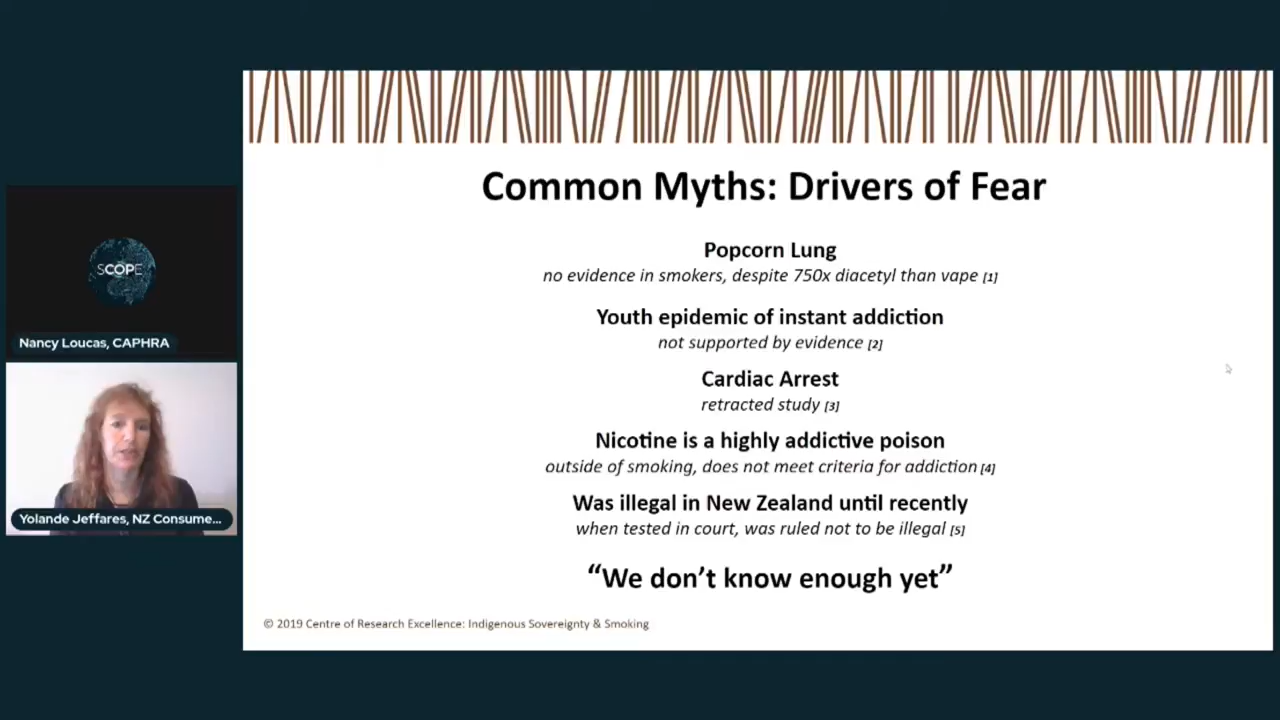 Common Myths: Drivers of Fear
Popcorn Lung
no evidence in smokers, despite 750x diacetyl than vape [1]
Youth epidemic of instant addiction
not supported by evidence [2]
Cardiac Arrest
retracted study [3]
Nicotine is a highly addictive poison
outside of smoking, does not meet criteria for addiction [4]
Was illegal in New Zealand until recently
when tested in court, was ruled not to be illegal [5]
“We don’t know enough yet”
© 2019 Centre of Research Excellence: Indigenous Sovereignty & Smoking
SCOPE
Nancy Loucas, CAPHRA
Yolande Jeffares, NZ Consume...